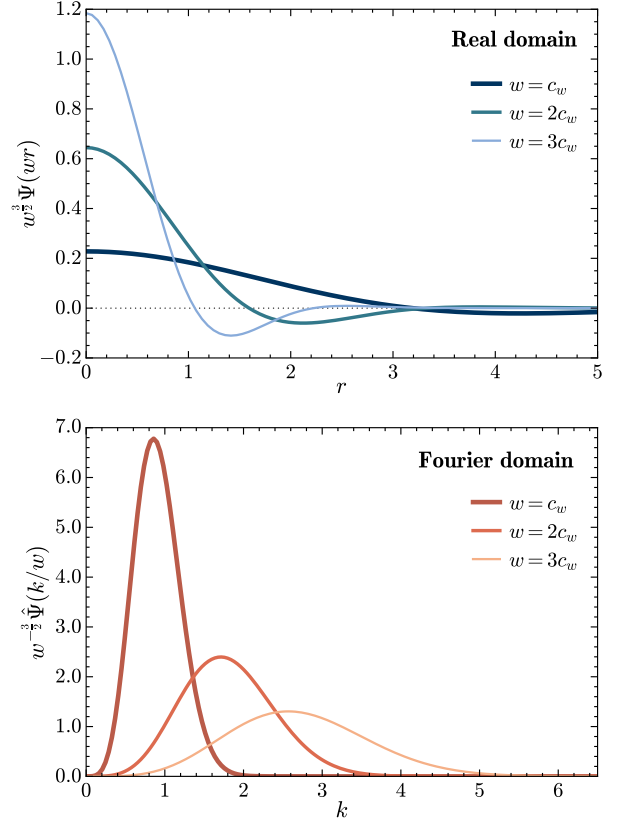 1.2
1.0
0.8
0.6
0.4
0.2
0.0
−0.2
w^{3/2} Ψ(wr)
Real domain
w = c_w
w = 2c_w
w = 3c_w
0 1 2 3 4 5
r
7.0
6.0
5.0
4.0
3.0
2.0
1.0
0.0
w^{−3/2} Ψ̂(k/w)
Fourier domain
w = c_w
w = 2c_w
w = 3c_w
0 1 2 3 4 5 6
k